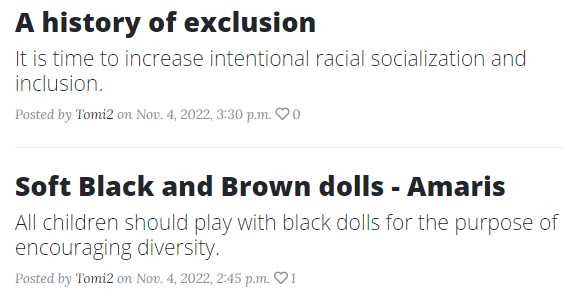 A history of exclusion
It is time to increase intentional racial socialization and
inclusion.
Posted by Tomi2 on Nov. 4, 2022, 3:30 p.m. 0
Soft Black and Brown dolls - Amaris
All children should play with black dolls for the purpose of
encouraging diversity.
Posted by Tomi2 on Nov. 4, 2022, 2:45 p.m. 1